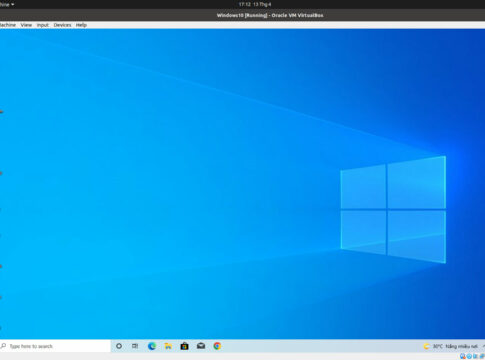 hine 17:12 13 Thg 4
Windows10 [Running] - Oracle VM VirtualBox
Machine View Input Devices Help
Type here to search
30°C Nắng nhiều nơi